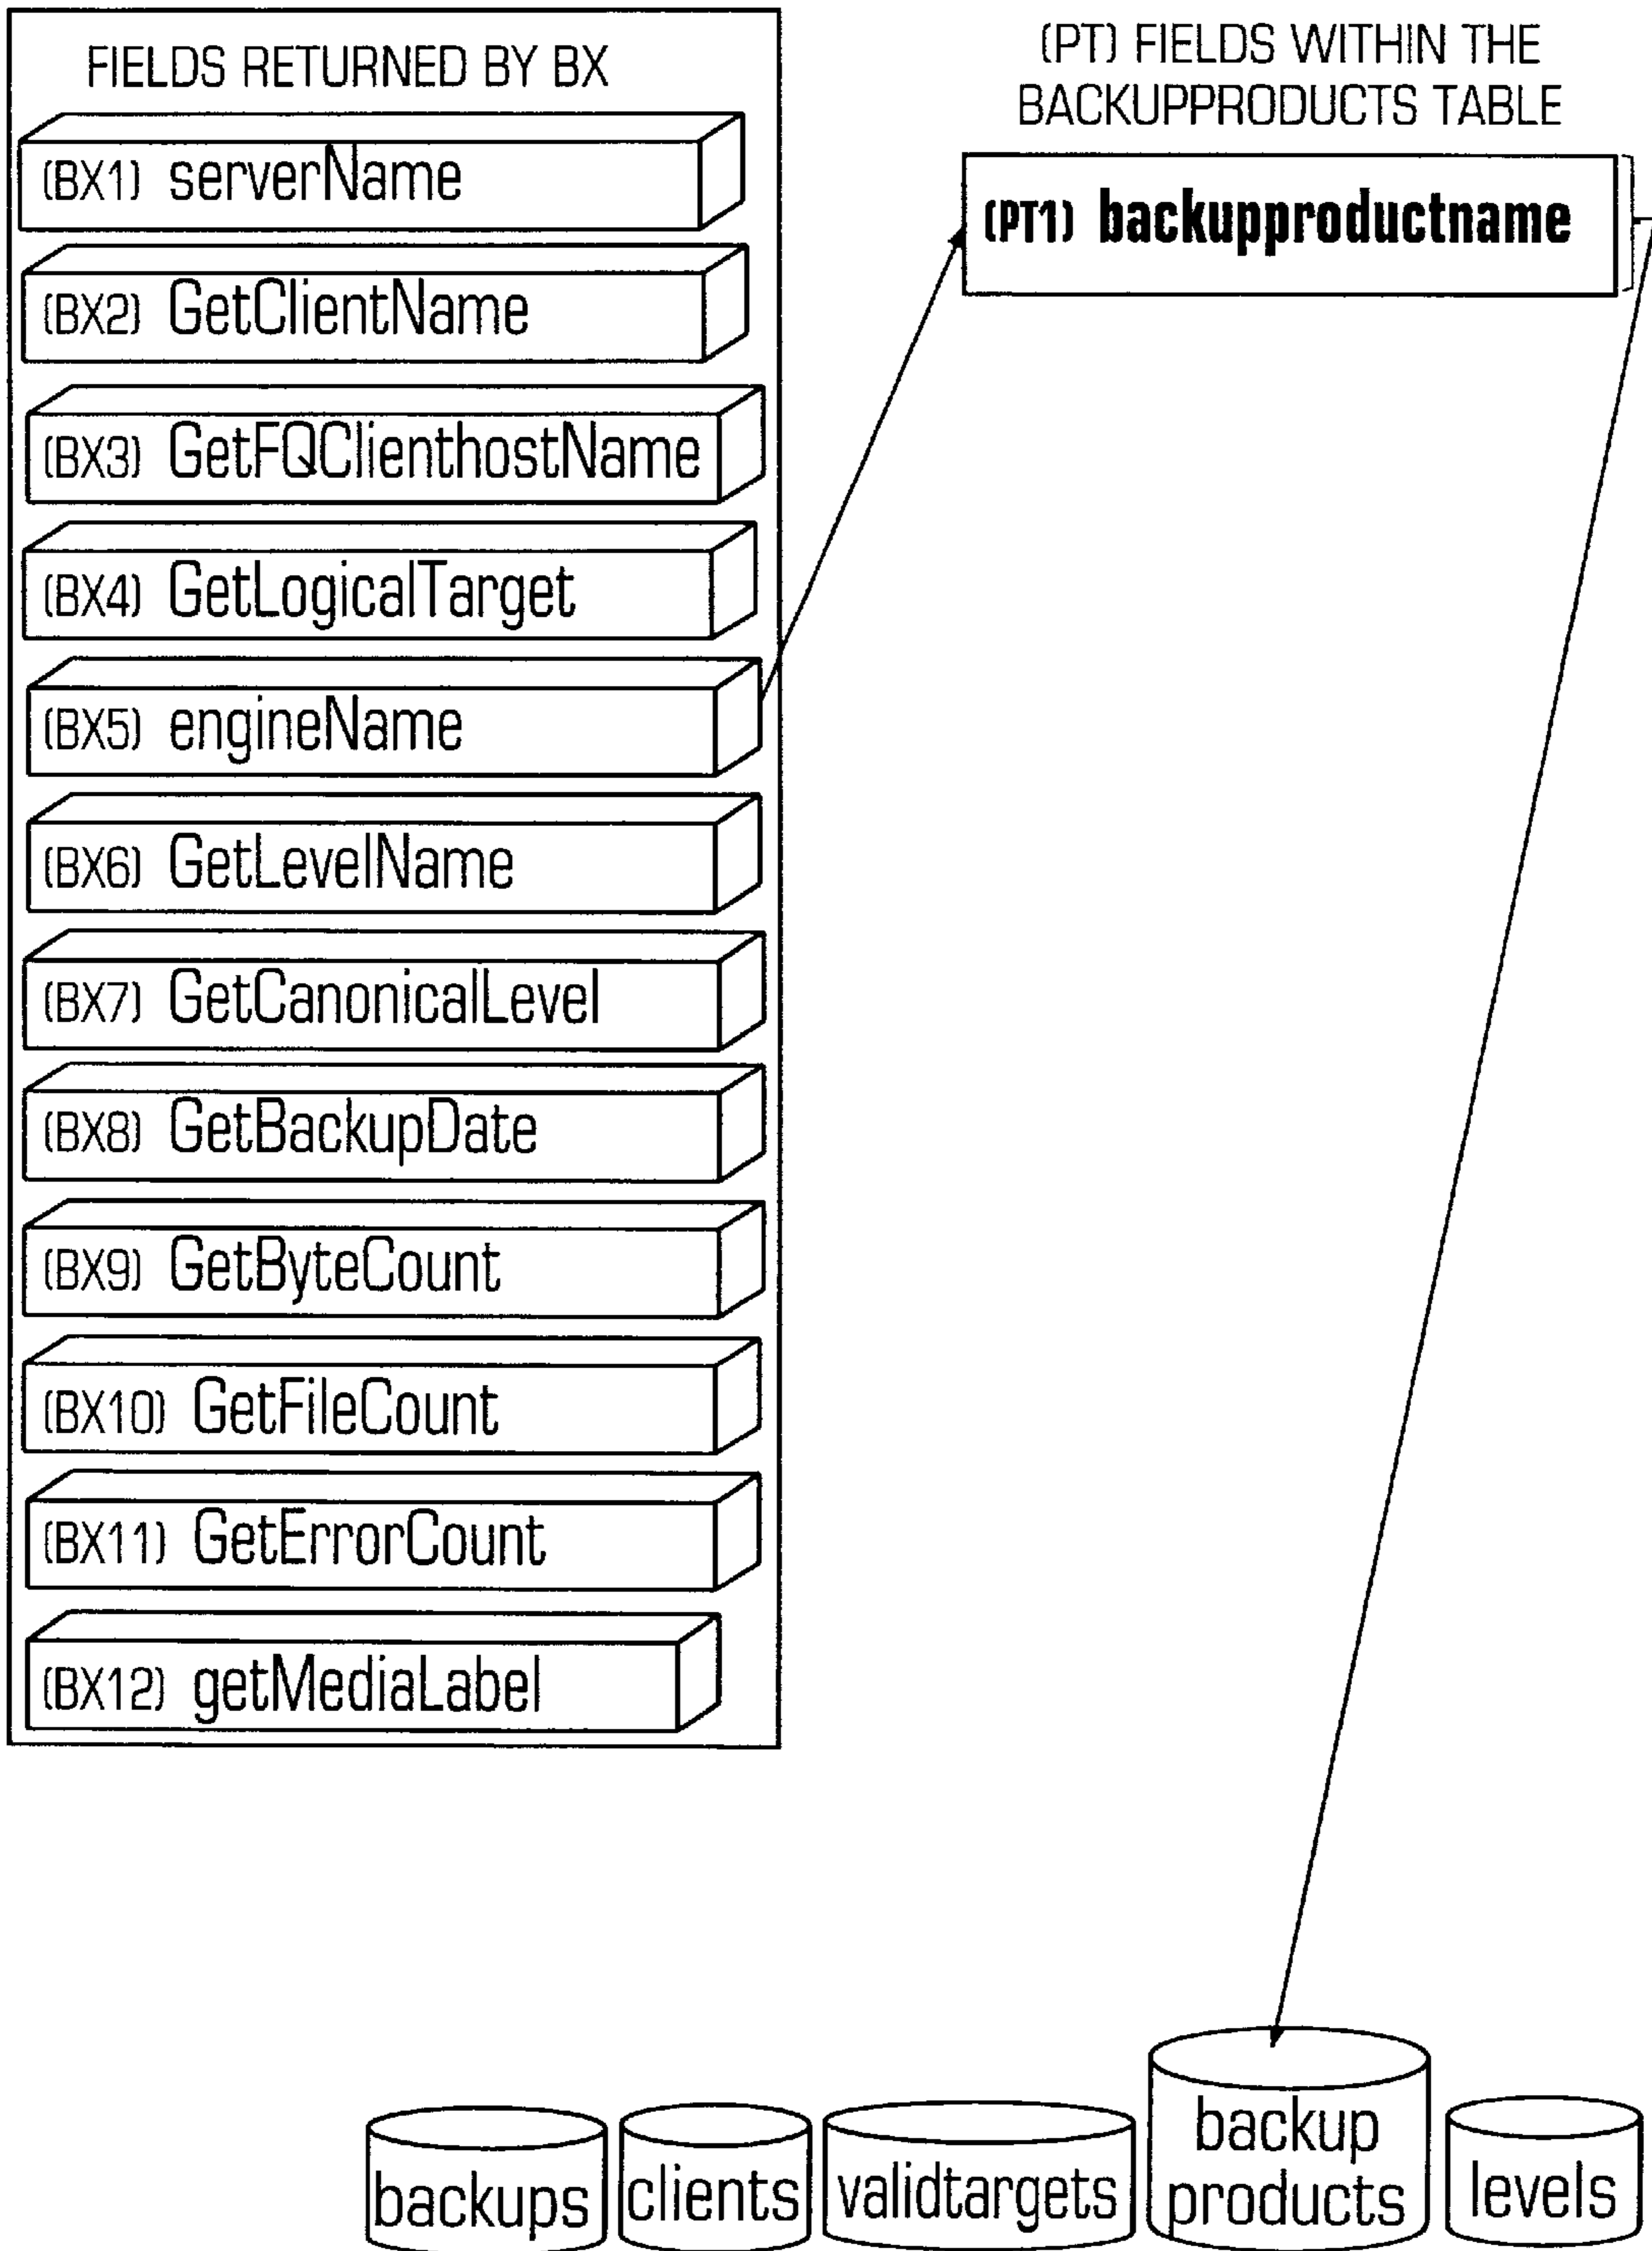 FIELDS RETURNED BY BX
(BX1) serverName
(BX2) GetClientName
(BX3) GetFQClienthostName
(BX4) GetLogicalTarget
(BX5) engineName
(BX6) GetLevelName
(BX7) GetCanonicalLevel
(BX8) GetBackupDate
(BX9) GetByteCount
(BX10) GetFileCount
(BX11) GetErrorCount
(BX12) getMediaLabel
(PT) FIELDS WITHIN THE
BACKUPPRODUCTS TABLE
(PT1) backupproductname
backups
clients
validtargets
backup
products
levels